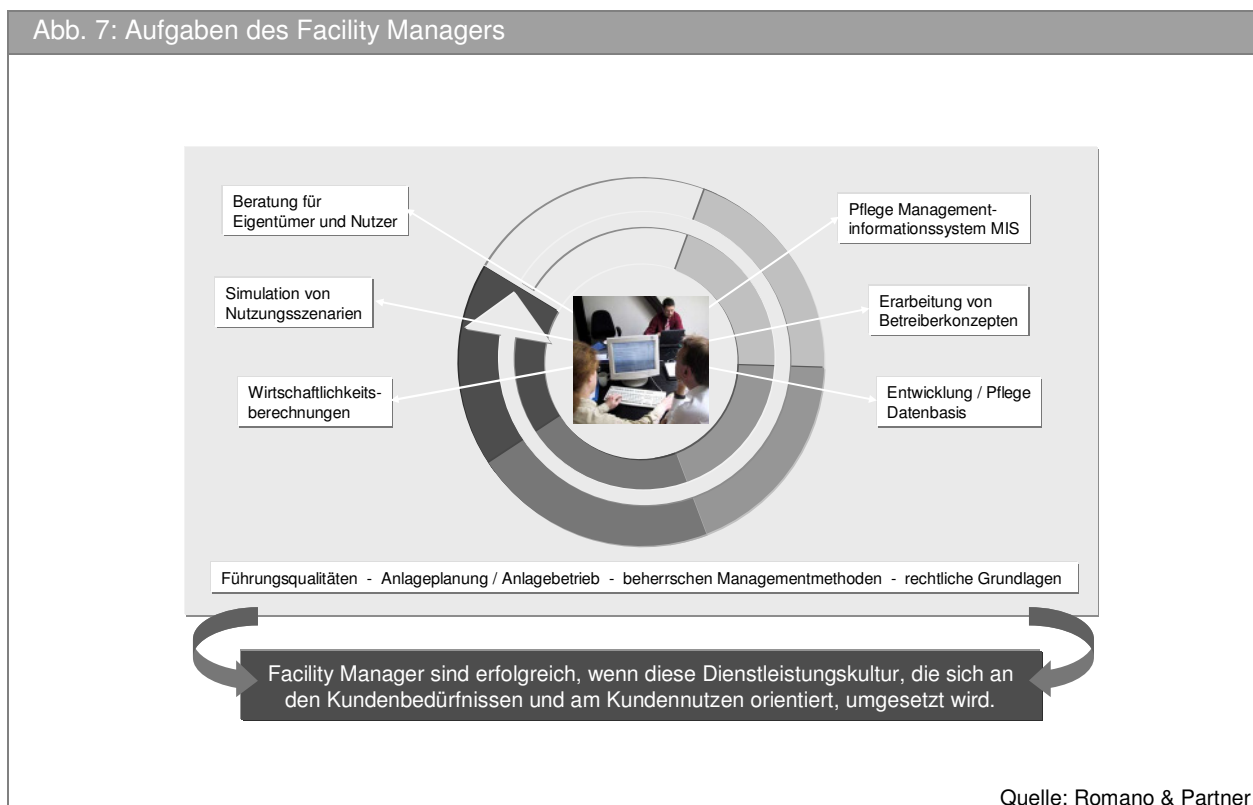 Abb. 7: Aufgaben des Facility Managers
Beratung für
Eigentümer und Nutzer
Simulation von
Nutzungsszenarien
Wirtschaftlichkeits-
berechnungen
Pflege Management-
informationssystem MIS
Erarbeitung von
Betreiberkonzepten
Entwicklung / Pflege
Datenbasis
Führungsqualitäten - Anlageplanung / Anlagebetrieb - beherrschen Managementmethoden - rechtliche Grundlagen
Facility Manager sind erfolgreich, wenn diese Dienstleistungskultur, die sich an
den Kundenbedürfnissen und am Kundennutzen orientiert, umgesetzt wird.
Quelle: Romano & Partner